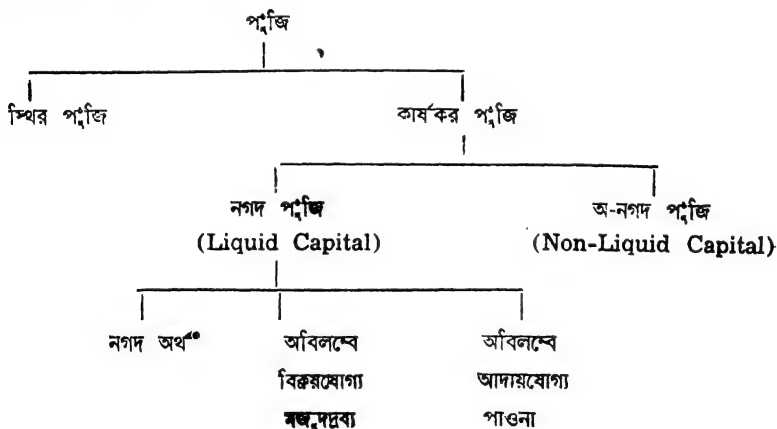 পুঁজি
স্থির পুঁজি কার্যকর পুঁজি
নগদ পুঁজি অ-নগদ পুঁজি
(Liquid Capital) (Non-Liquid Capital)
নগদ অর্থ অবিলম্বে অবিলম্বে
বিক্রয়যোগ্য আদায়যোগ্য
মজুদদ্রব্য পাওনা